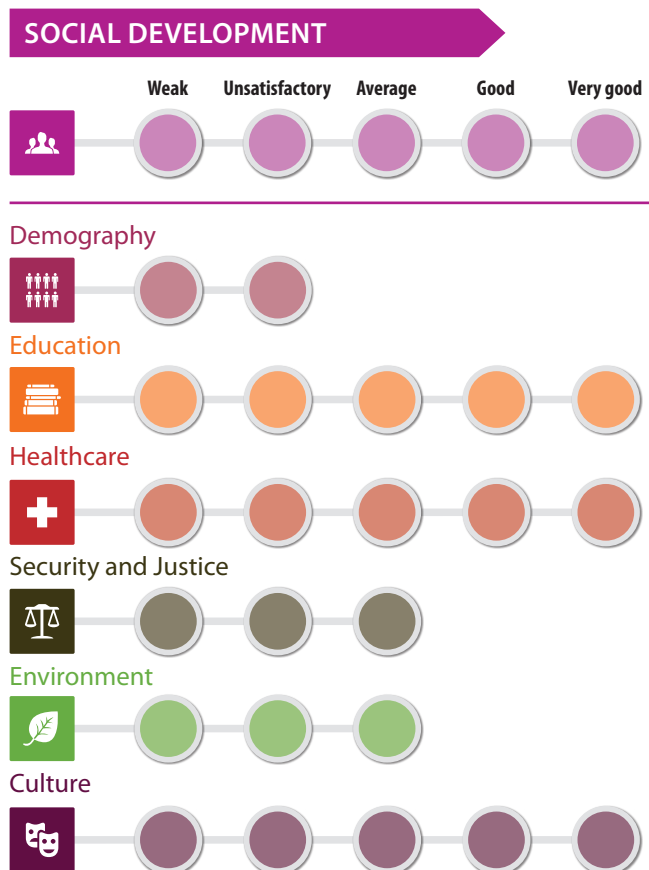 SOCIAL DEVELOPMENT
Weak Unsatisfactory Average Good Very good
Demography
Education
Healthcare
Security and Justice
Environment
Culture